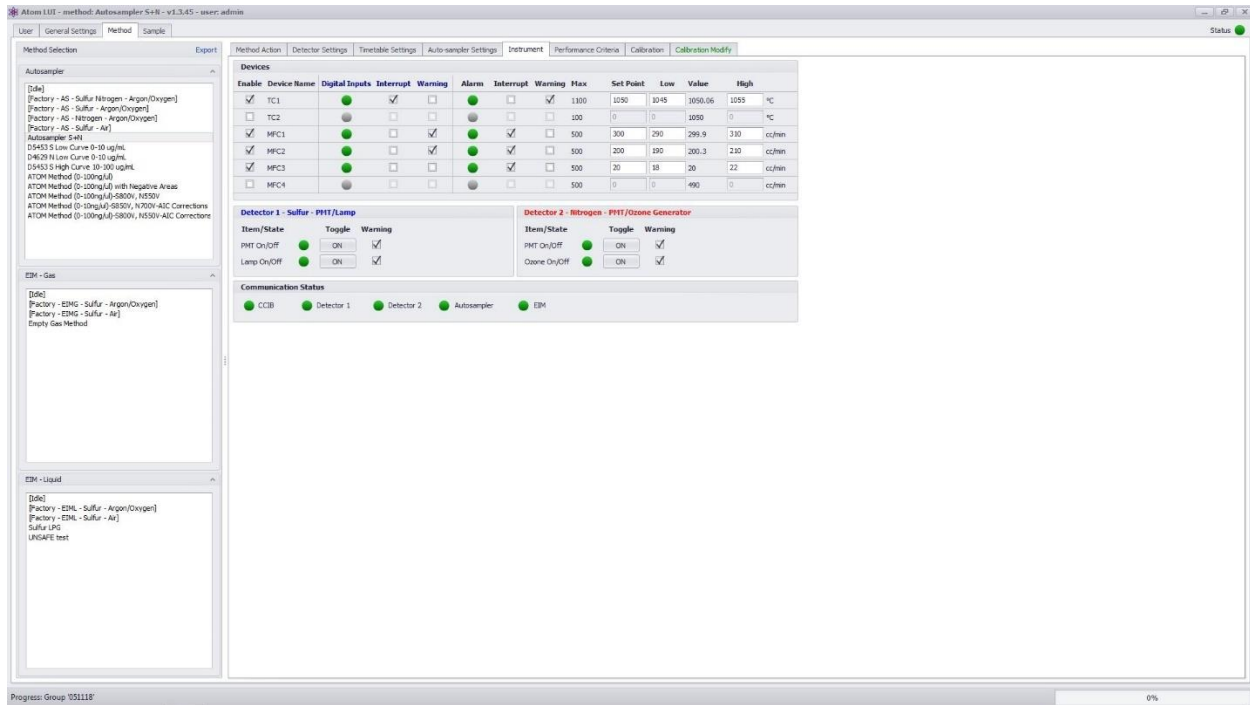 Atom LUI - method: Autosampler S+N - v1.3.45 - user: admin
User General Settings Method Sample Status
Method Selection Export
Autosampler
[Idle]
[Factory - AS - Sulfur Nitrogen - Argon/Oxygen]
[Factory - AS - Sulfur - Argon/Oxygen]
[Factory - AS - Nitrogen - Argon/Oxygen]
[Factory - AS - Sulfur - Air]
Autosampler S+N
D5453 S Low Curve 0-10 ug/mL
D4629 N Low Curve 0-10 ug/mL
D5453 S High Curve 10-100 ug/mL
ATOM Method (0-100ng/ul)
ATOM Method (0-100ng/ul) with Negative Areas
ATOM Method (0-100ng/ul)-S800V, N550V
ATOM Method (0-10ng/ul)-S850V, N700V-AIC Corrections
ATOM Method (0-100ng/ul)-S800V, N550V-AIC Corrections
EIM - Gas
[Idle]
[Factory - EIMG - Sulfur - Argon/Oxygen]
[Factory - EIMG - Sulfur - Air]
Empty Gas Method
EIM - Liquid
[Idle]
[Factory - EIML - Sulfur - Argon/Oxygen]
[Factory - EIML - Sulfur - Air]
Sulfur LPG
UNSAFE test
Method Action Detector Settings Timetable Settings Auto-sampler Settings Instrument Performance Criteria Calibration Calibration Modify
Devices
Enable Device Name Digital Inputs Interrupt Warning Alarm Interrupt Warning Max Set Point Low Value High
TC1 1100 1050 1045 1050.06 1055 °C
TC2 100 0 0 1050 0 °C
MFC1 500 300 290 299.9 310 cc/min
MFC2 500 200 190 200.3 210 cc/min
MFC3 500 20 18 20 22 cc/min
MFC4 500 0 0 490 0 cc/min
Detector 1 - Sulfur - PMT/Lamp
Item/State Toggle Warning
PMT On/Off ON
Lamp On/Off ON
Detector 2 - Nitrogen - PMT/Ozone Generator
Item/State Toggle Warning
PMT On/Off ON
Ozone On/Off ON
Communication Status
CCIB Detector 1 Detector 2 Autosampler EIM
Progress: Group '051118' 0%